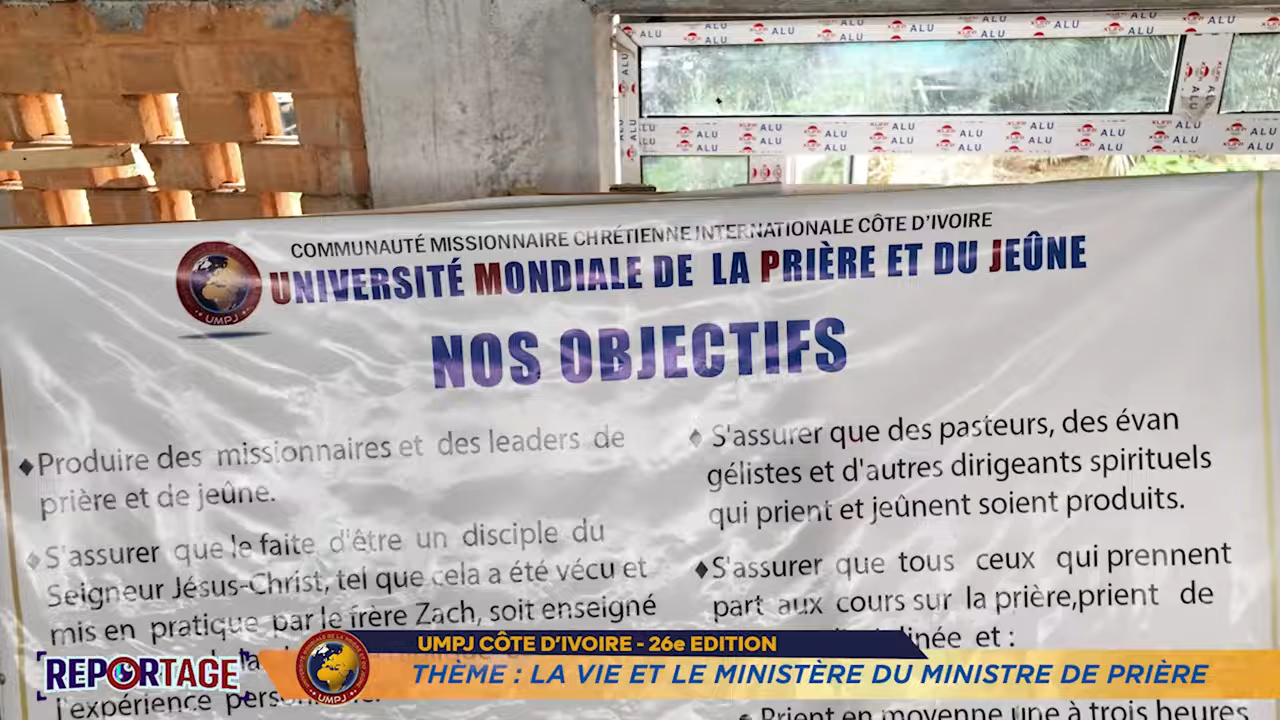 COMMUNAUTÉ MISSIONNAIRE CHRÉTIENNE INTERNATIONALE CÔTE D'IVOIRE
UNIVERSITÉ MONDIALE DE LA PRIÈRE ET DU JEÛNE
UMPJ
NOS OBJECTIFS
♦Produire des missionnaires et des leaders de
prière et de jeûne.
♦S'assurer que le faite d'être un disciple du
Seigneur Jésus-Christ, tel que cela a été vécu et
mis en pratique par le frère Zach, soit enseigné
l'expérience
♦S'assurer que des pasteurs, des évan
gélistes et d'autres dirigeants spirituels
qui prient et jeûnent soient produits.
♦S'assurer que tous ceux qui prennent
part aux cours sur la prière,prient de
et :
Prient en moyenne une à trois heures
REPORTAGE
UMPJ
UMPJ CÔTE D'IVOIRE - 26e EDITION
THÈME : LA VIE ET LE MINISTÈRE DU MINISTRE DE PRIÈRE